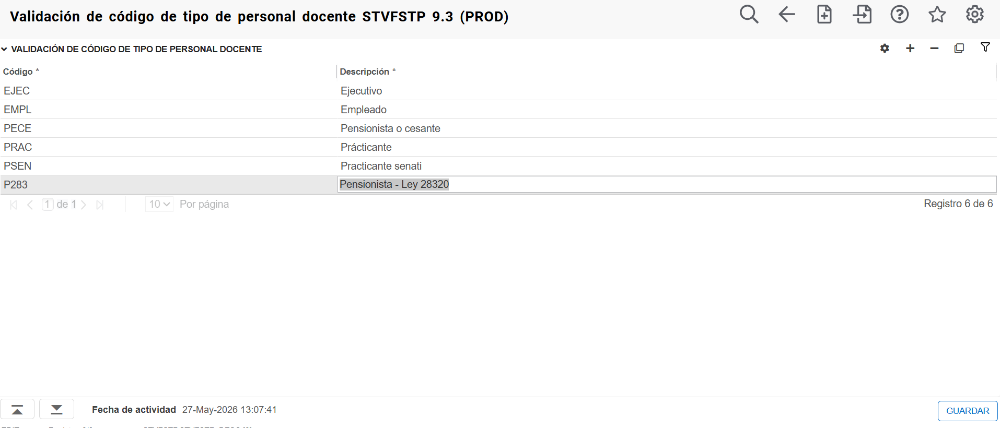 Validación de código de tipo de personal docente STVFSTP 9.3 (PROD)
VALIDACIÓN DE CÓDIGO DE TIPO DE PERSONAL DOCENTE
Código * Descripción *
EJEC Ejecutivo
EMPL Empleado
PECE Pensionista o cesante
PRAC Prácticante
PSEN Practicante senati
P283 Pensionista - Ley 28320
1 de 1 10 Por página Registro 6 de 6
Fecha de actividad 27-May-2026 13:07:41 GUARDAR